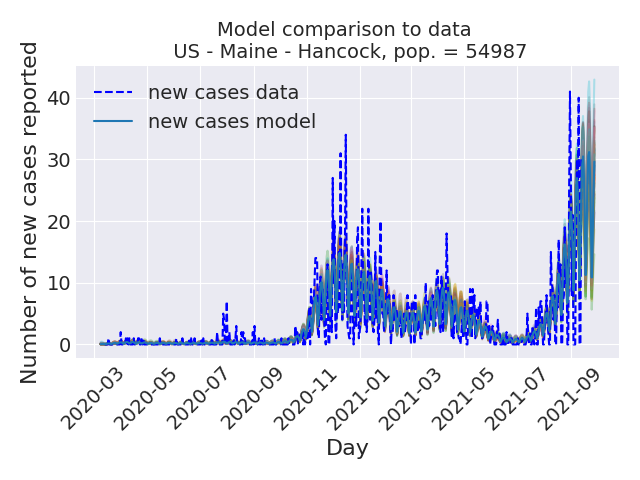 Model comparison to data
US - Maine - Hancock, pop. = 54987
Number of new cases reported
40
30
20
10
0
new cases data
new cases model
2020-03
2020-05
2020-07
2020-09
2020-11
2021-01
2021-03
2021-05
2021-07
2021-09
Day